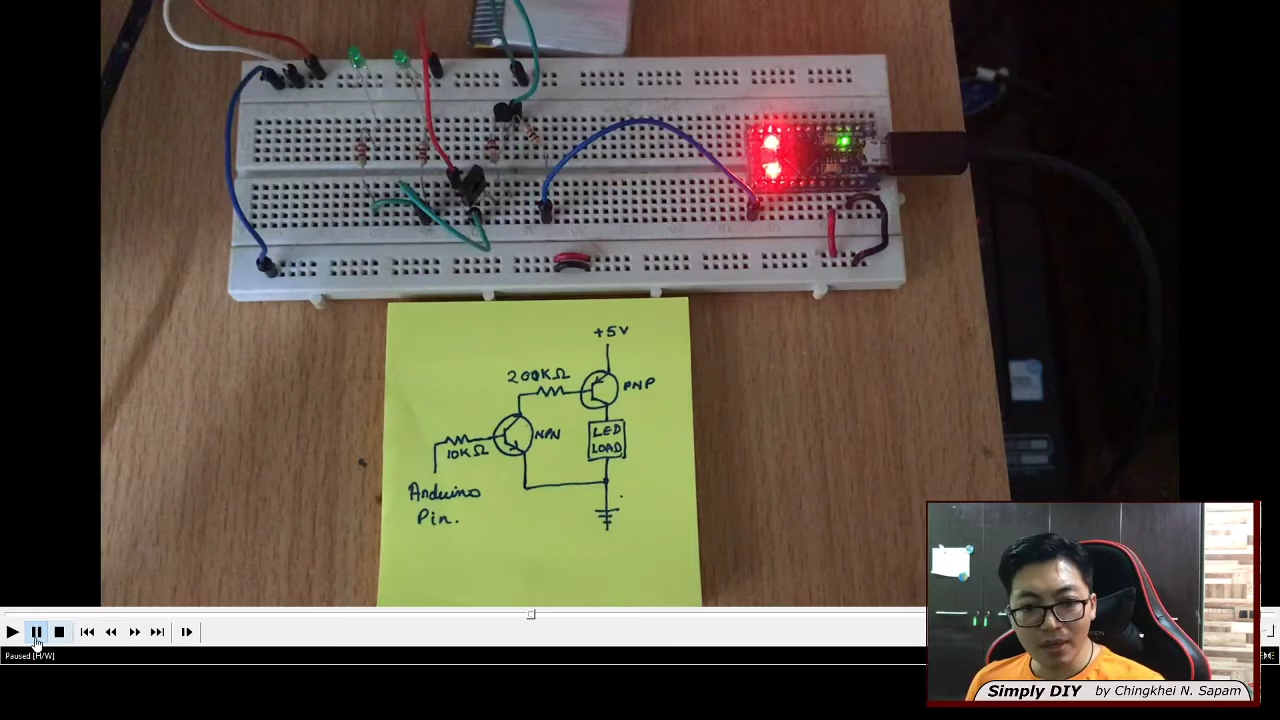 +5V
200KΩ
PNP
NPN
LED
LOAD
10KΩ
Arduino
Pin.
Paused [H/W]
Simply DIY by Chingkhei N. Sapam